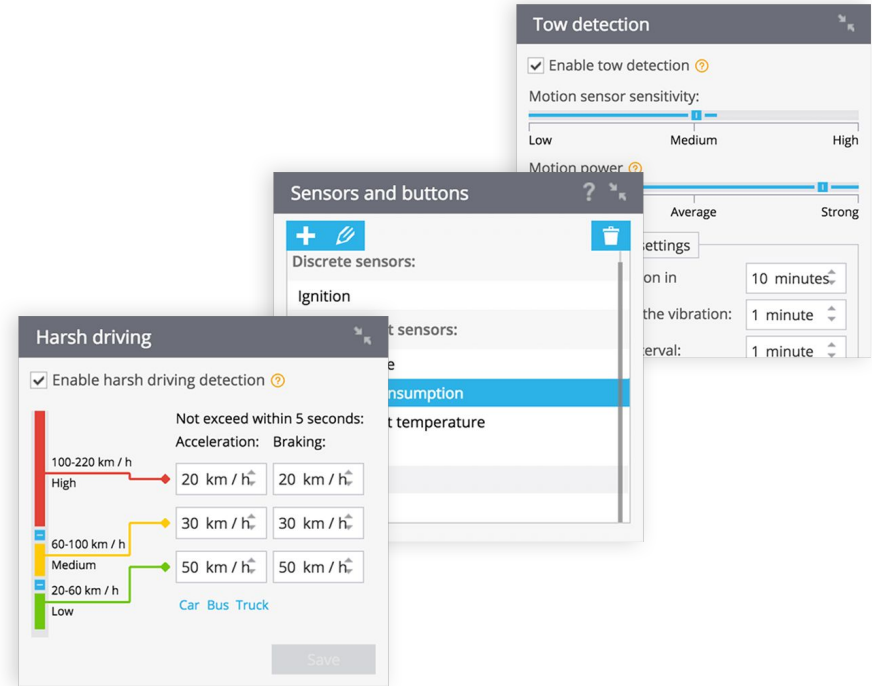 Tow detection
Enable tow detection
Motion sensor sensitivity:
Low Medium High
Motion power
Average Strong
settings
on in 10 minutes
the vibration: 1 minute
1 minute
Sensors and buttons ?
Discrete sensors:
Ignition
sensors:
temperature
Harsh driving
Enable harsh driving detection
Not exceed within 5 seconds:
Acceleration: Braking:
100-220 km / h
High
20 km / h 20 km / h
60-100 km / h
Medium
30 km / h 30 km / h
20-60 km / h
Low
50 km / h 50 km / h
Car Bus Truck
Save